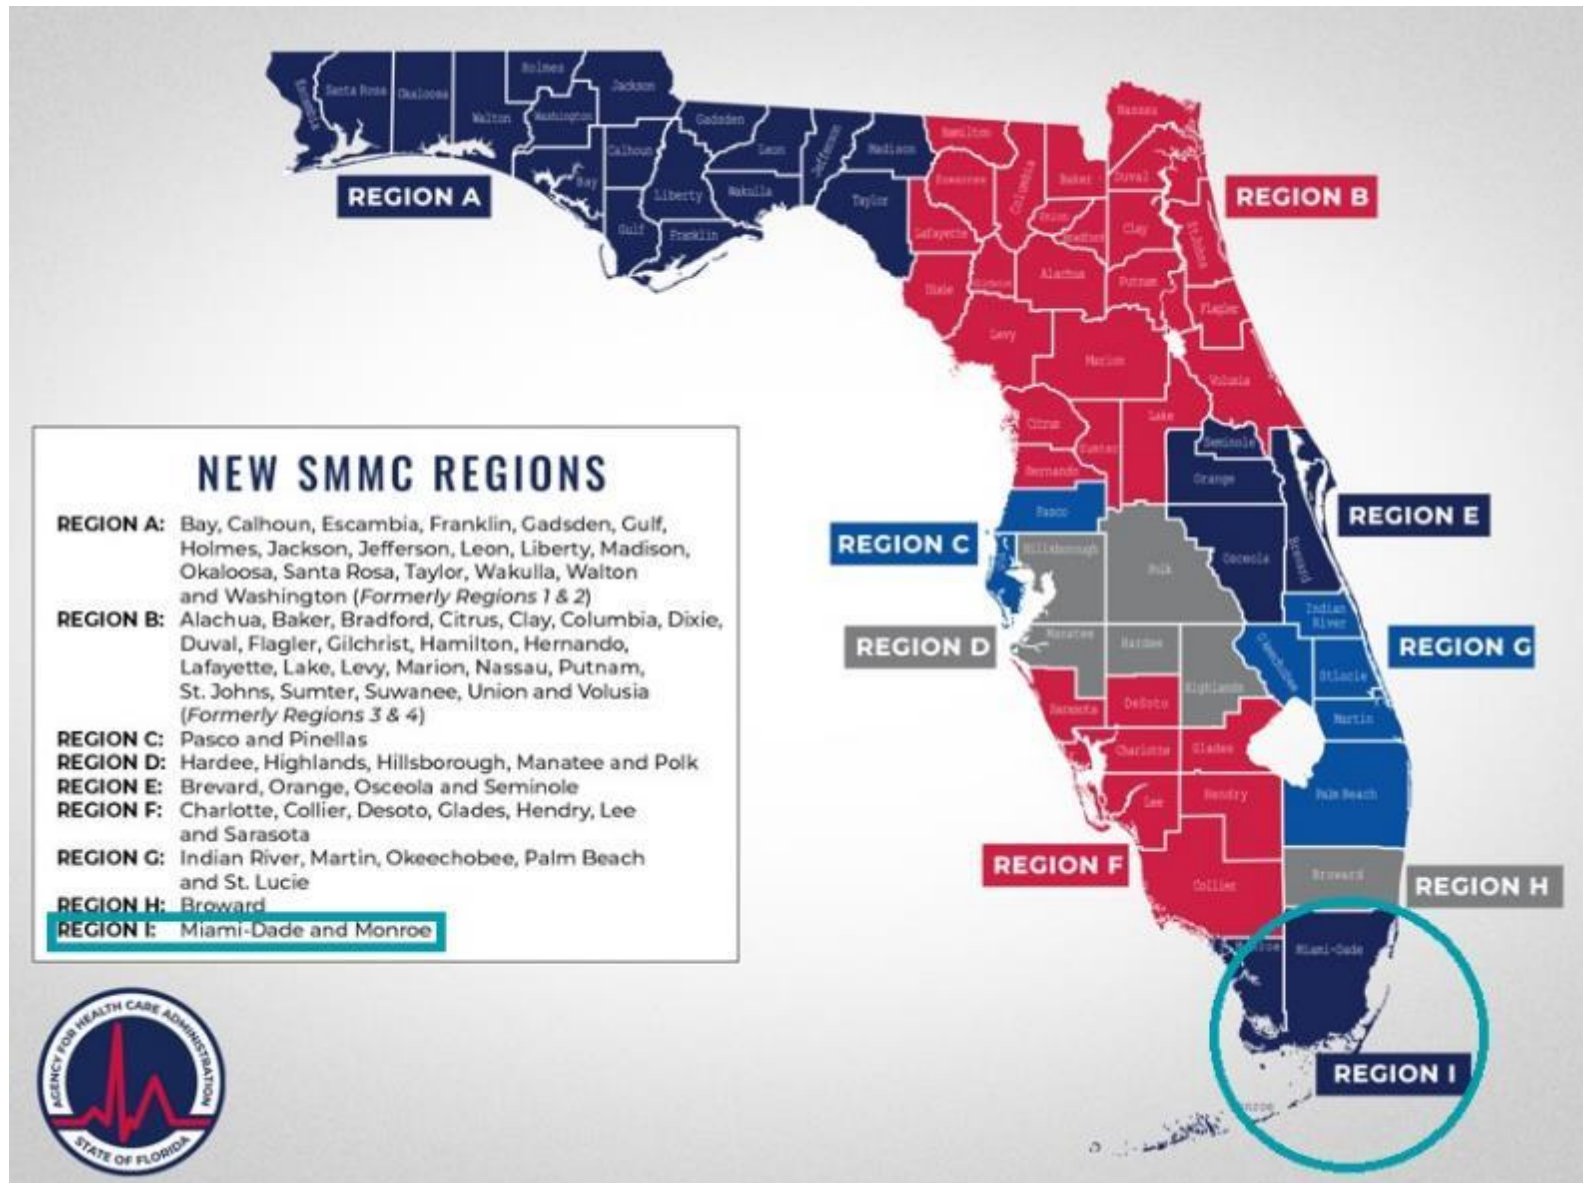 Holmes
Jackson
Escambia
Santa Rosa
Okaloosa
Walton
Washington
Gadsden
Calhoun
Leon
Jefferson
Madison
Bay
Liberty
Wakulla
Taylor
Gulf
Franklin
REGION A
Nassau
Hamilton
Columbia
Baker
Duval
Suwannee
REGION B
Union
Bradford
Clay
St.Johns
Lafayette
Alachua
Putnam
Dixie
Flagler
Levy
Marion
Volusia
Citrus
Lake
Sumter
Hernando
Seminole
Orange
Pasco
REGION E
REGION C
Hillsborough
Polk
Osceola
Brevard
Indian
River
Manatee
Hardee
REGION D
Okeechobee
REGION G
StLucie
Highlands
Sarasota
DeSoto
Martin
Charlotte
Glades
Lee
Hendry
Palm Beach
REGION F
Collier
Broward
REGION H
Monroe
Miami-Dade
REGION I
NEW SMMC REGIONS
REGION A: Bay, Calhoun, Escambia, Franklin, Gadsden, Gulf,
Holmes, Jackson, Jefferson, Leon, Liberty, Madison,
Okaloosa, Santa Rosa, Taylor, Wakulla, Walton
and Washington (Formerly Regions 1 & 2)
REGION B: Alachua, Baker, Bradford, Citrus, Clay, Columbia, Dixie,
Duval, Flagler, Gilchrist, Hamilton, Hernando,
Lafayette, Lake, Levy, Marion, Nassau, Putnam,
St. Johns, Sumter, Suwanee, Union and Volusia
(Formerly Regions 3 & 4)
REGION C: Pasco and Pinellas
REGION D: Hardee, Highlands, Hillsborough, Manatee and Polk
REGION E: Brevard, Orange, Osceola and Seminole
REGION F: Charlotte, Collier, Desoto, Glades, Hendry, Lee
and Sarasota
REGION G: Indian River, Martin, Okeechobee, Palm Beach
and St. Lucie
REGION H: Broward
REGION I: Miami-Dade and Monroe
AGENCY FOR HEALTH CARE ADMINISTRATION
STATE OF FLORIDA